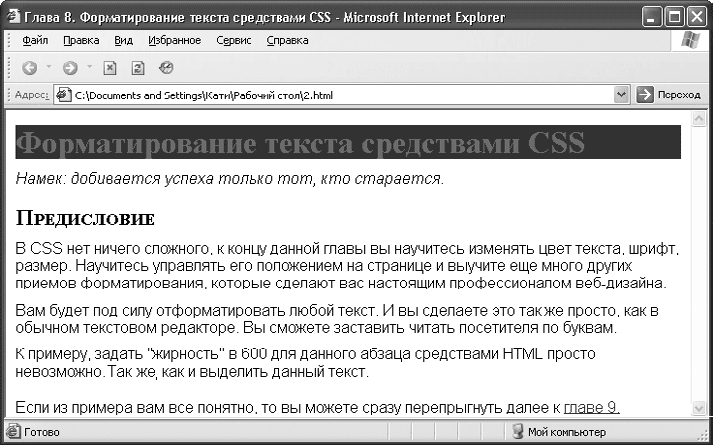 Глава 8. Форматирование текста средствами CSS - Microsoft Internet Explorer
Файл Правка Вид Избранное Сервис Справка
Адрес: C:\Documents and Settings\Кати\Рабочий стол\2.html Переход
Форматирование текста средствами CSS
Намек: добивается успеха только тот, кто старается.
Предисловие
В CSS нет ничего сложного, к концу данной главы вы научитесь изменять цвет текста, шрифт,
размер. Научитесь управлять его положением на странице и выучите еще много других
приемов форматирования, которые сделают вас настоящим профессионалом веб-дизайна.
Вам будет под силу отформатировать любой текст. И вы сделаете это также просто, как в
обычном текстовом редакторе. Вы сможете заставить читать посетителя по буквам.
К примеру, задать "жирность" в 600 для данного абзаца средствами HTML просто
невозможно. Так же, как и выделить данный текст.
Если из примера вам все понятно, то вы можете сразу перепрыгнуть далее к главе 9.
Готово Мой компьютер